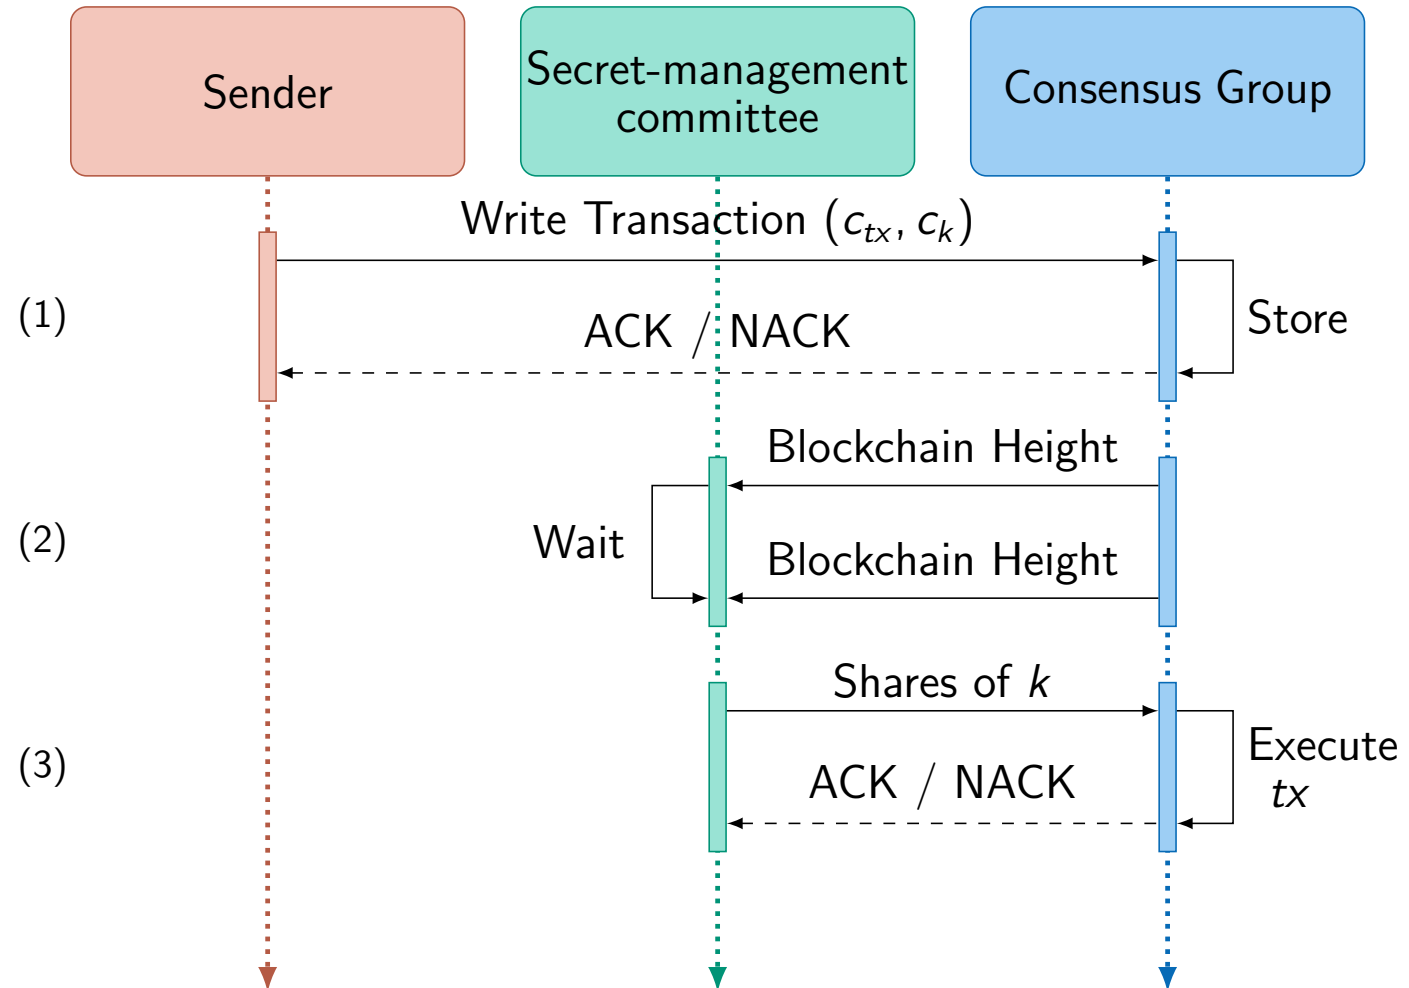 Sender
Secret-management
committee
Consensus Group
Write Transaction (c_tx, c_k)
(1)
ACK / NACK
Store
Blockchain Height
(2)
Wait
Blockchain Height
Shares of k
(3)
ACK / NACK
Execute
tx